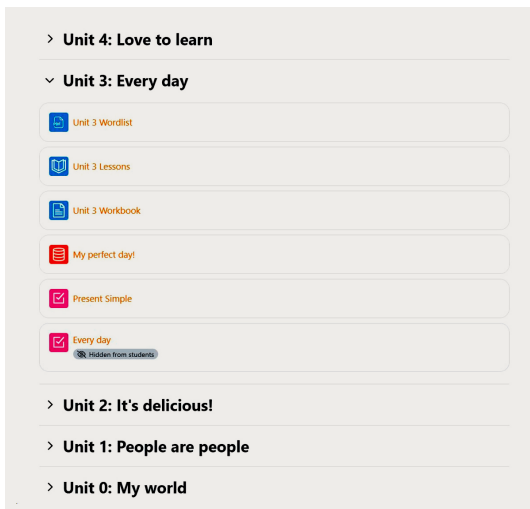 Unit 4: Love to learn
Unit 3: Every day
Unit 3 Wordlist
Unit 3 Lessons
Unit 3 Workbook
My perfect day!
Present Simple
Every day
Hidden from students
Unit 2: It's delicious!
Unit 1: People are people
Unit 0: My world